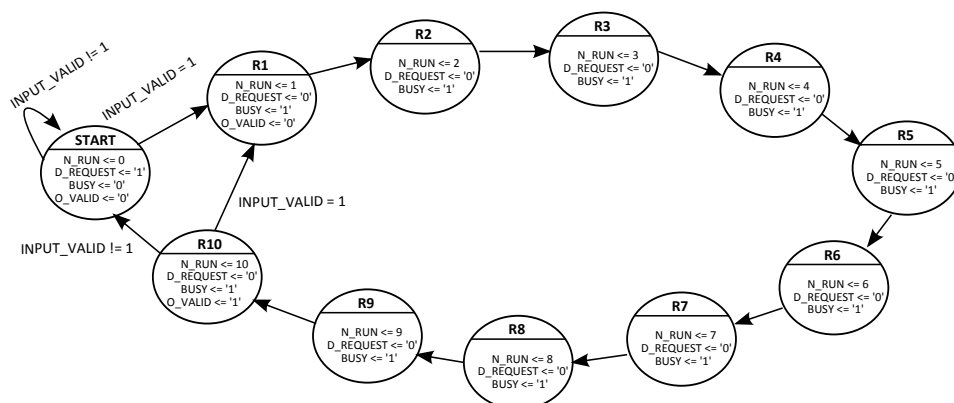 INPUT_VALID != 1
INPUT_VALID = 1
START
N_RUN <= 0
D_REQUEST <= '1'
BUSY <= '0'
O_VALID <= '0'
R1
N_RUN <= 1
D_REQUEST <= '0'
BUSY <= '1'
O_VALID <= '0'
R2
N_RUN <= 2
D_REQUEST <= '0'
BUSY <= '1'
R3
N_RUN <= 3
D_REQUEST <= '0'
BUSY <= '1'
R4
N_RUN <= 4
D_REQUEST <= '0'
BUSY <= '1'
R5
N_RUN <= 5
D_REQUEST <= '0'
BUSY <= '1'
R6
N_RUN <= 6
D_REQUEST <= '0'
BUSY <= '1'
R7
N_RUN <= 7
D_REQUEST <= '0'
BUSY <= '1'
R8
N_RUN <= 8
D_REQUEST <= '0'
BUSY <= '1'
R9
N_RUN <= 9
D_REQUEST <= '0'
BUSY <= '1'
R10
N_RUN <= 10
D_REQUEST <= '0'
BUSY <= '1'
O_VALID <= '1'
INPUT_VALID = 1
INPUT_VALID != 1